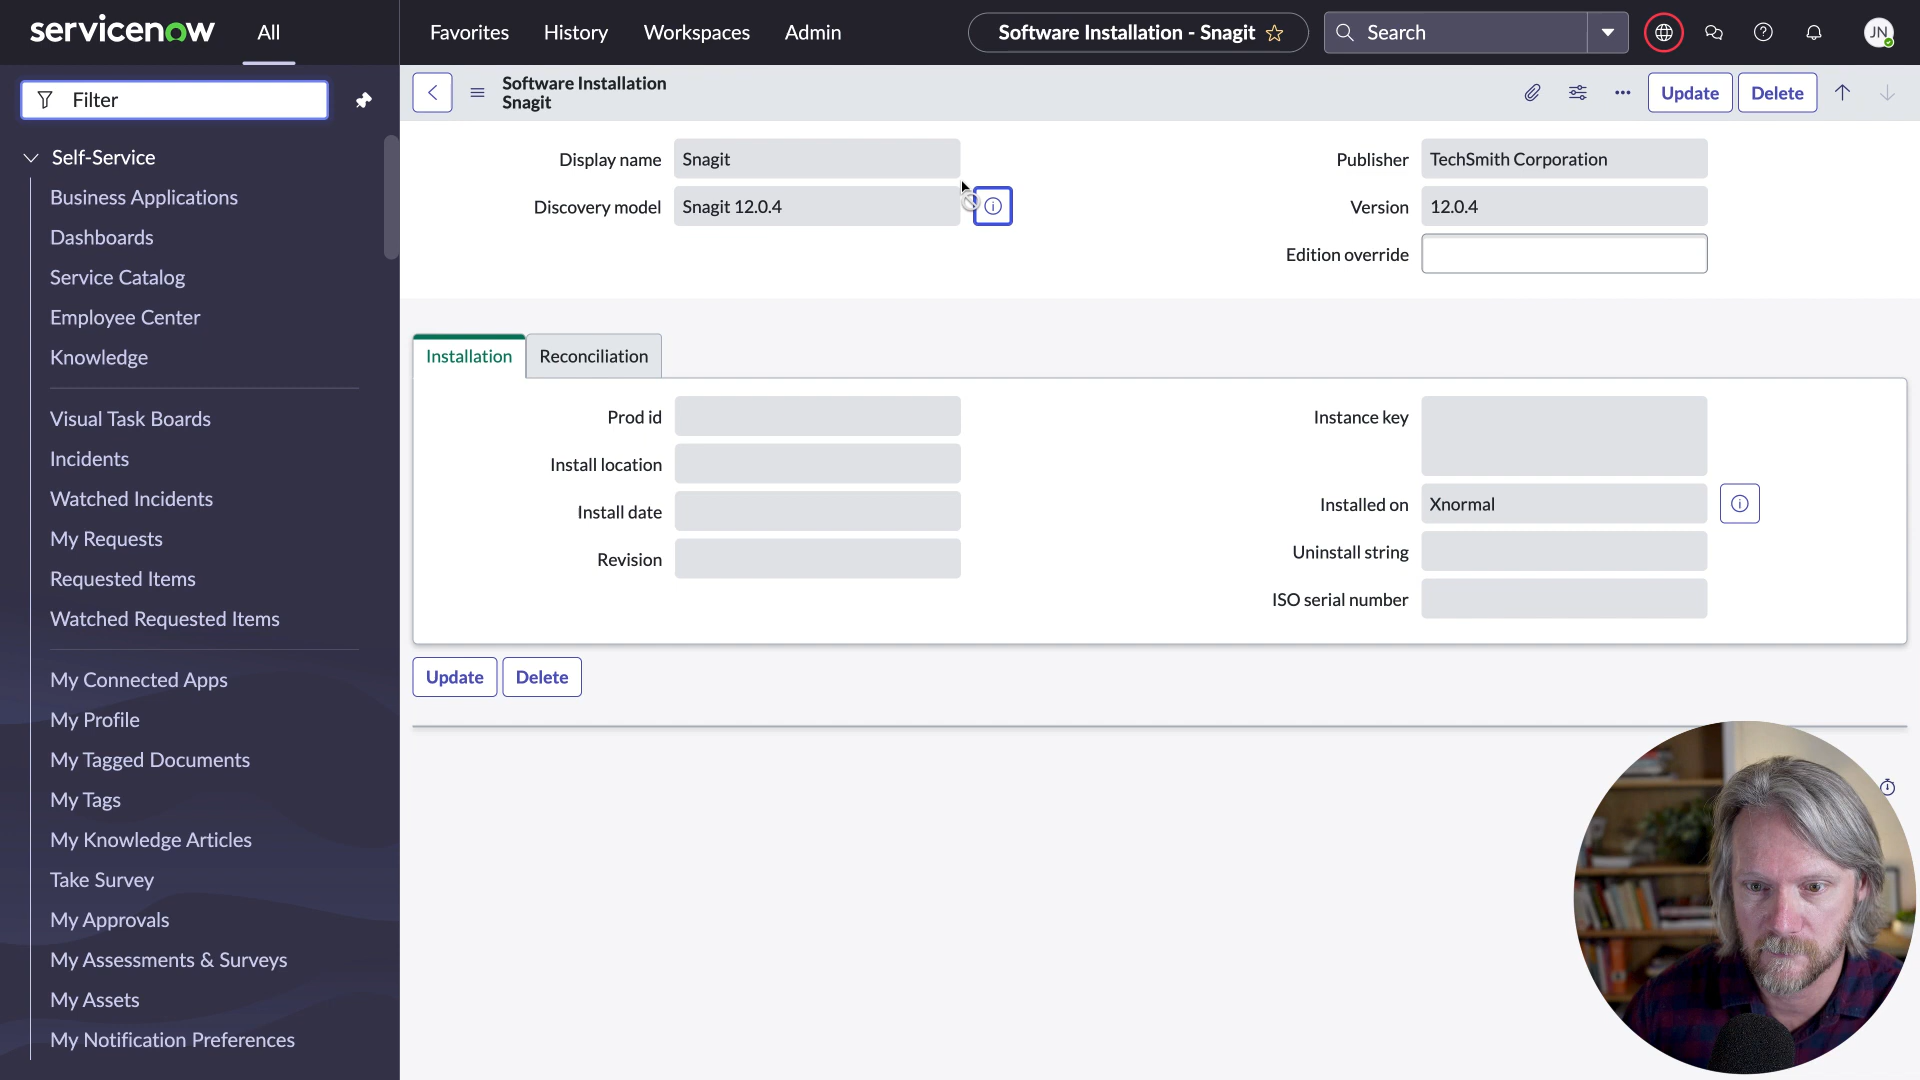 servicenow
All
Favorites
History
Workspaces
Admin
Software Installation - Snagit
Search
JN
Filter
Self-Service
Business Applications
Dashboards
Service Catalog
Employee Center
Knowledge
Visual Task Boards
Incidents
Watched Incidents
My Requests
Requested Items
Watched Requested Items
My Connected Apps
My Profile
My Tagged Documents
My Tags
My Knowledge Articles
Take Survey
My Approvals
My Assessments & Surveys
My Assets
My Notification Preferences
Software Installation
Snagit
Update
Delete
Display name
Snagit
Discovery model
Snagit 12.0.4
Publisher
TechSmith Corporation
Version
12.0.4
Edition override
Installation
Reconciliation
Prod id
Install location
Install date
Revision
Instance key
Installed on
Xnormal
Uninstall string
ISO serial number
Update
Delete